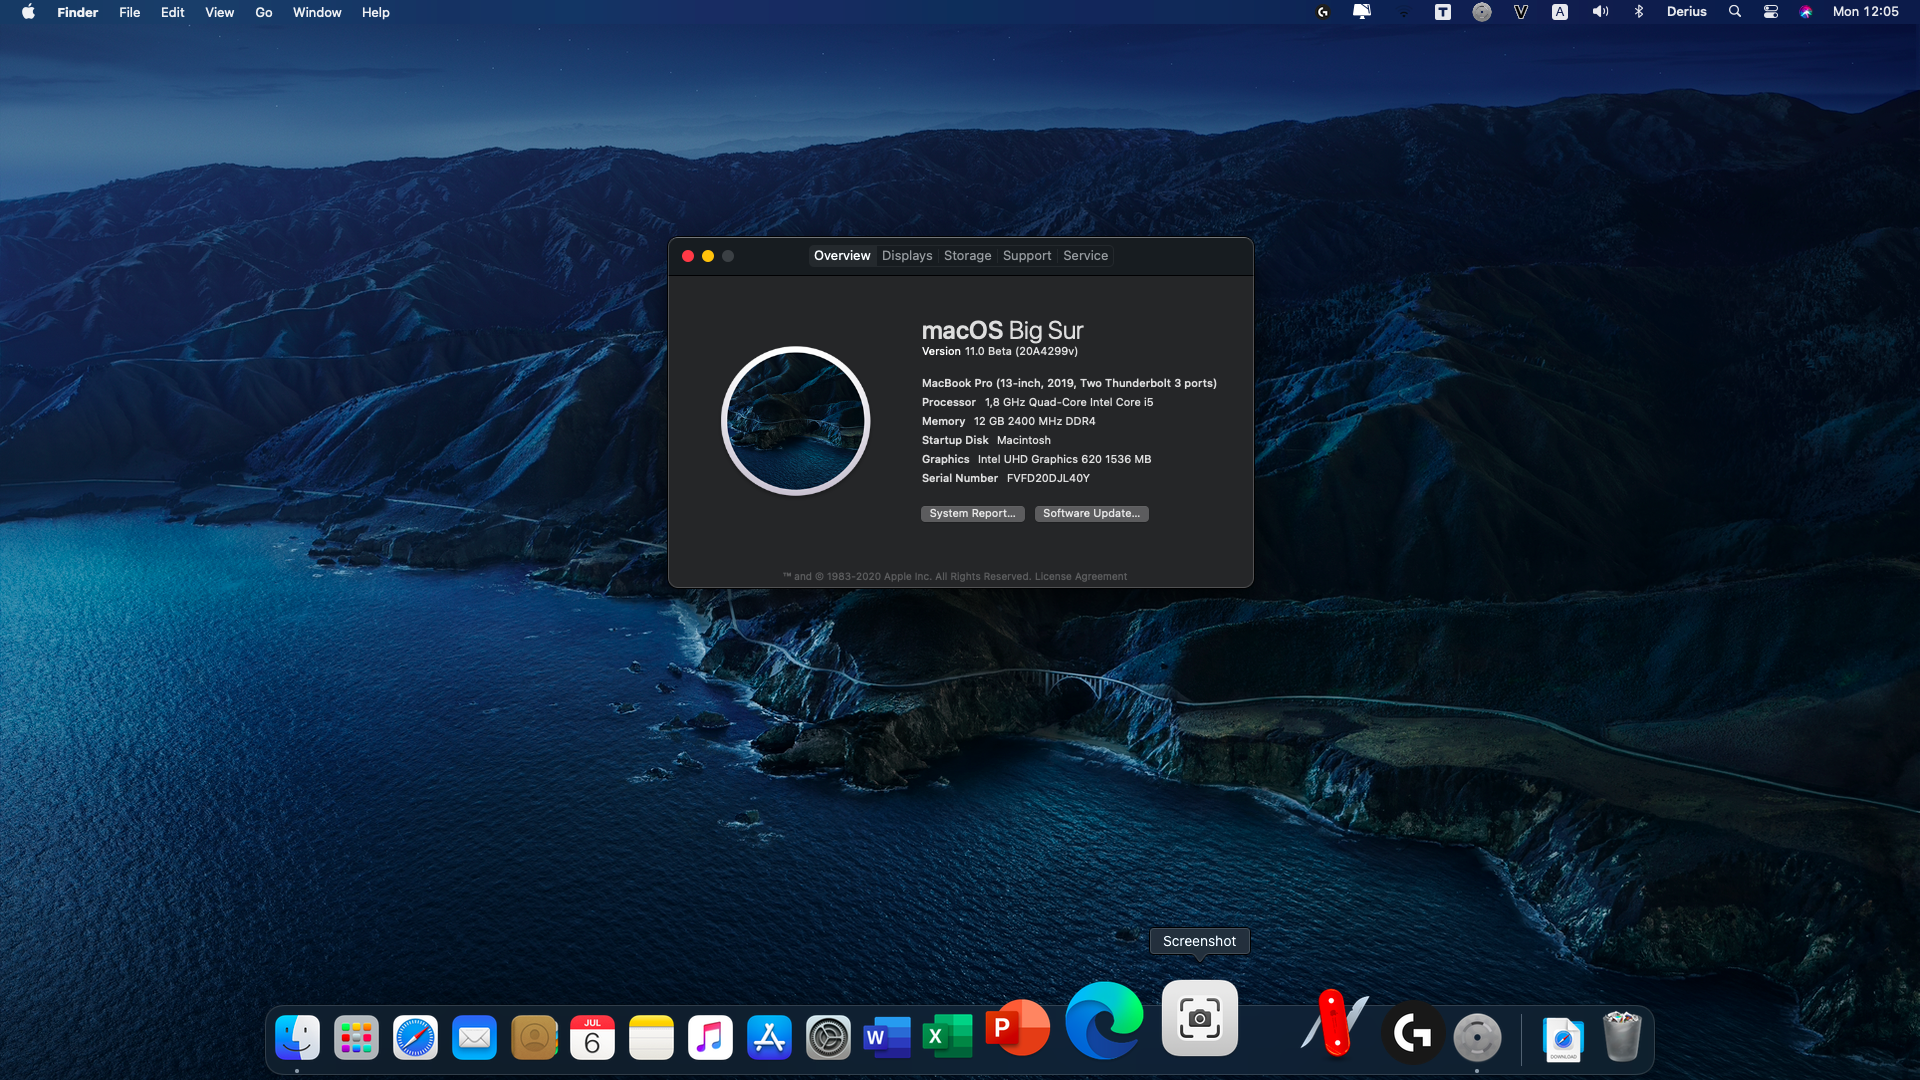 Finder File Edit View Go Window Help
T V A Derius Mon 12:05
Overview Displays Storage Support Service
macOS Big Sur
Version 11.0 Beta (20A4299v)
MacBook Pro (13-inch, 2019, Two Thunderbolt 3 ports)
Processor 1,8 GHz Quad-Core Intel Core i5
Memory 12 GB 2400 MHz DDR4
Startup Disk Macintosh
Graphics Intel UHD Graphics 620 1536 MB
Serial Number FVFD20DJL40Y
System Report... Software Update...
™ and © 1983-2020 Apple Inc. All Rights Reserved. License Agreement
Screenshot
JUL
6
W X P G
DOWNLOAD